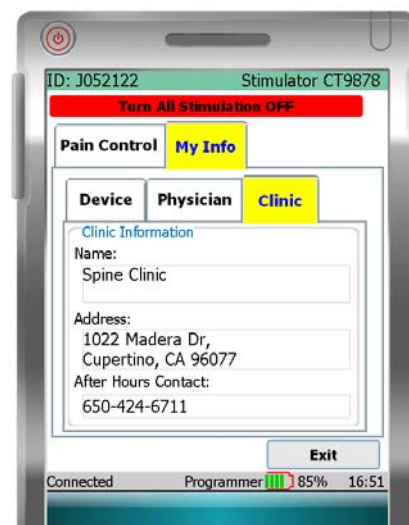 ID: J052122 Stimulator CT9878
Turn All Stimulation OFF
Pain Control My Info
Device Physician Clinic
Clinic Information
Name:
Spine Clinic
Address:
1022 Madera Dr,
Cupertino, CA 96077
After Hours Contact:
650-424-6711
Exit
Connected Programmer 85% 16:51